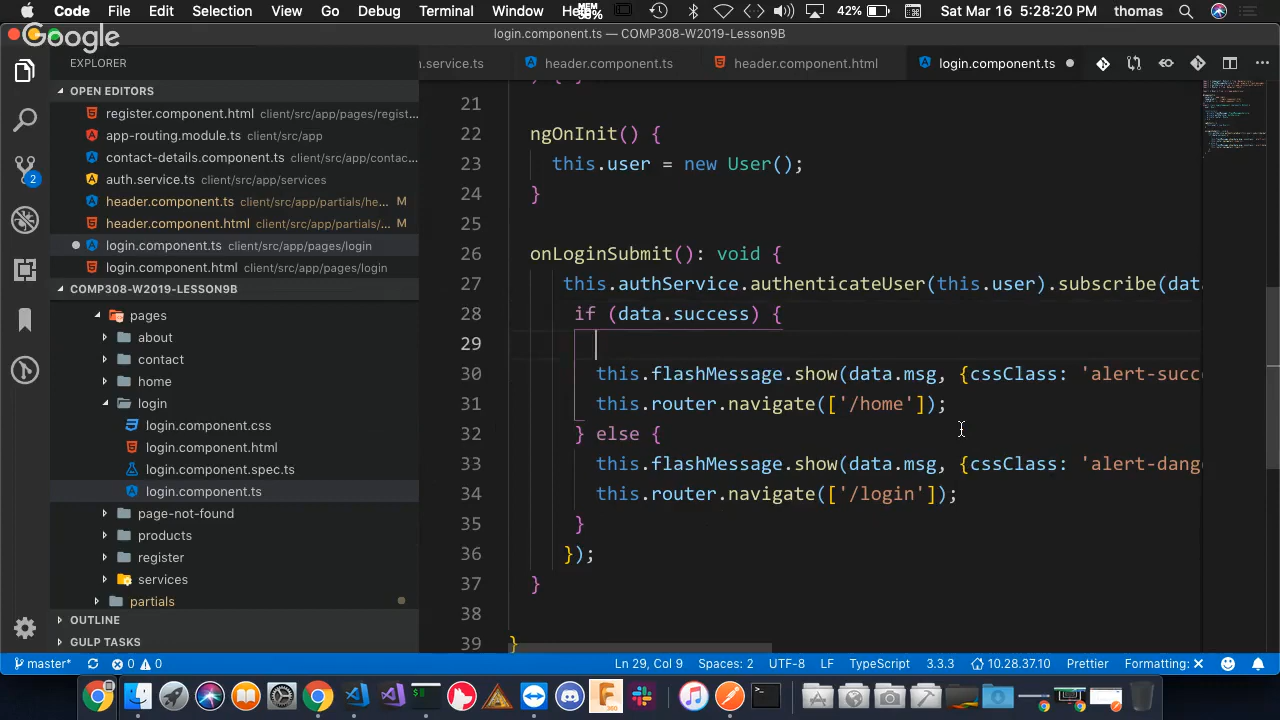 Code File Edit Selection View Go Debug Terminal Window MEM 58% 42% Sat Mar 16 5:28:20 PM thomas
Google
login.component.ts — COMP308-W2019-Lesson9B
EXPLORER
.service.ts header.component.ts header.component.html login.component.ts
OPEN EDITORS
register.component.html client/src/app/pages/regist...
app-routing.module.ts client/src/app
contact-details.component.ts client/src/app/contac...
auth.service.ts client/src/app/services
header.component.ts client/src/app/partials/he... M
header.component.html client/src/app/partials/... M
login.component.ts client/src/app/pages/login
login.component.html client/src/app/pages/login
COMP308-W2019-LESSON9B
pages
about
contact
home
login
login.component.css
login.component.html
login.component.spec.ts
login.component.ts
page-not-found
products
register
services
partials
OUTLINE
GULP TASKS
2
21
22 ngOnInit() {
23 this.user = new User();
24 }
25
26 onLoginSubmit(): void {
27 this.authService.authenticateUser(this.user).subscribe(data
28 if (data.success) {
29
30 this.flashMessage.show(data.msg, {cssClass: 'alert-succ
31 this.router.navigate(['/home']);
32 } else {
33 this.flashMessage.show(data.msg, {cssClass: 'alert-dang
34 this.router.navigate(['/login']);
35 }
36 });
37 }
38
39 }
master* 0 0 Ln 29, Col 9 Spaces: 2 UTF-8 LF TypeScript 3.3.3 10.28.37.10 Prettier Formatting: ✕
360